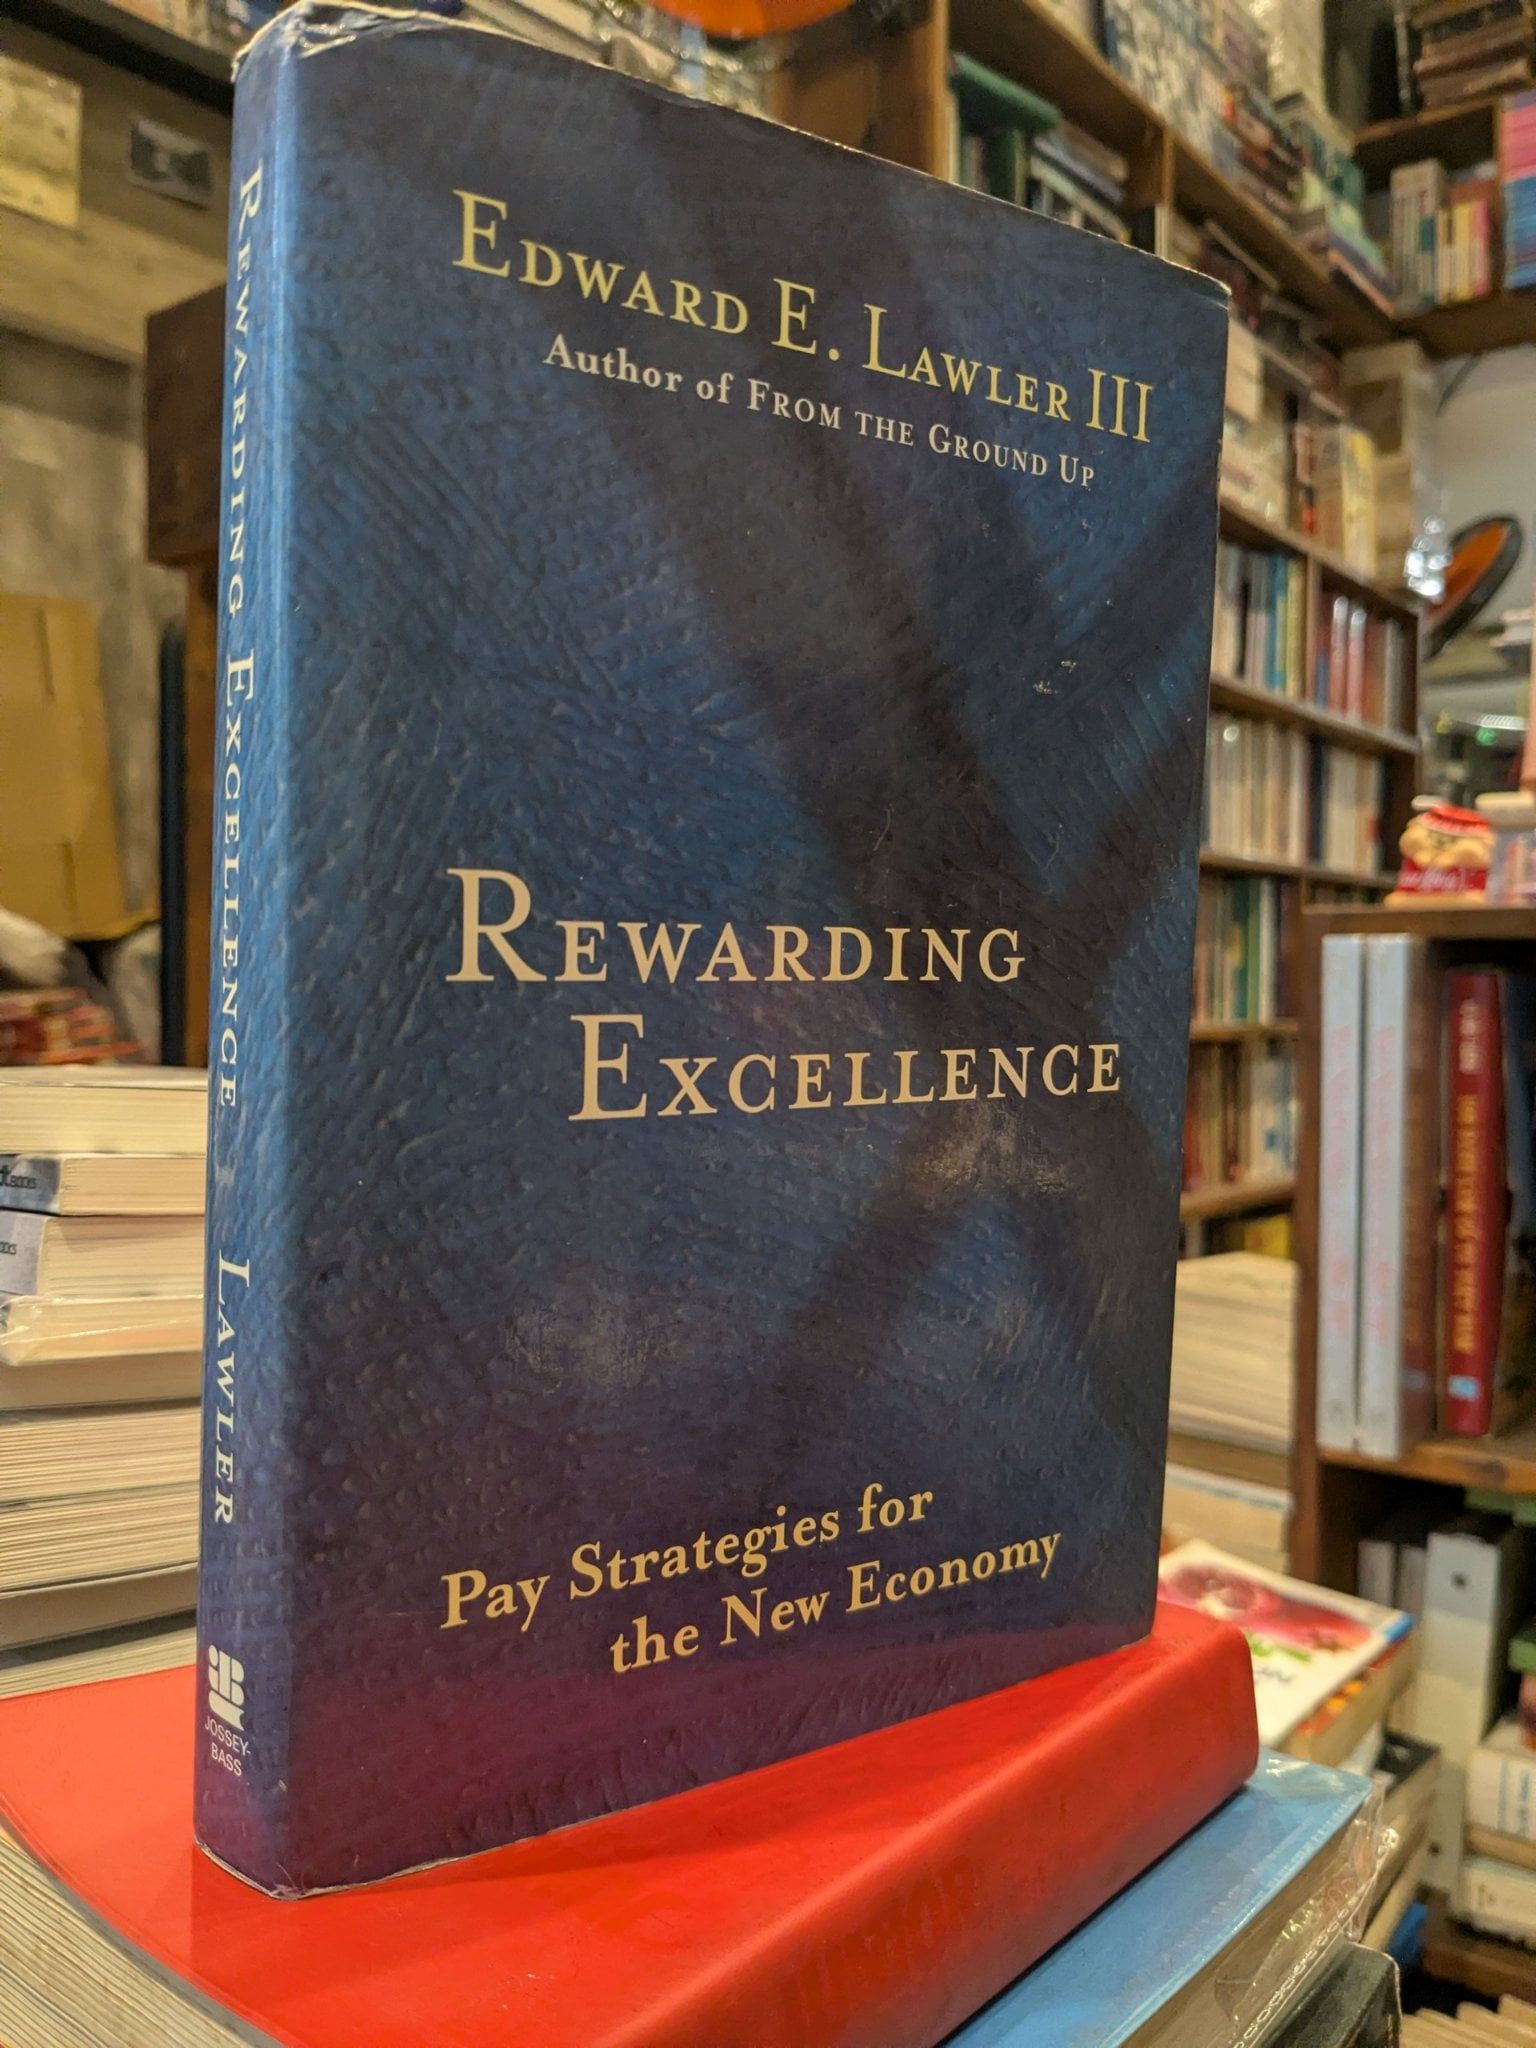 EDWARD E. LAWLER III
Author of FROM THE GROUND UP
REWARDING
EXCELLENCE
Pay Strategies for
the New Economy
REWARDING EXCELLENCE LAWLER
JOSSEY-
BASS